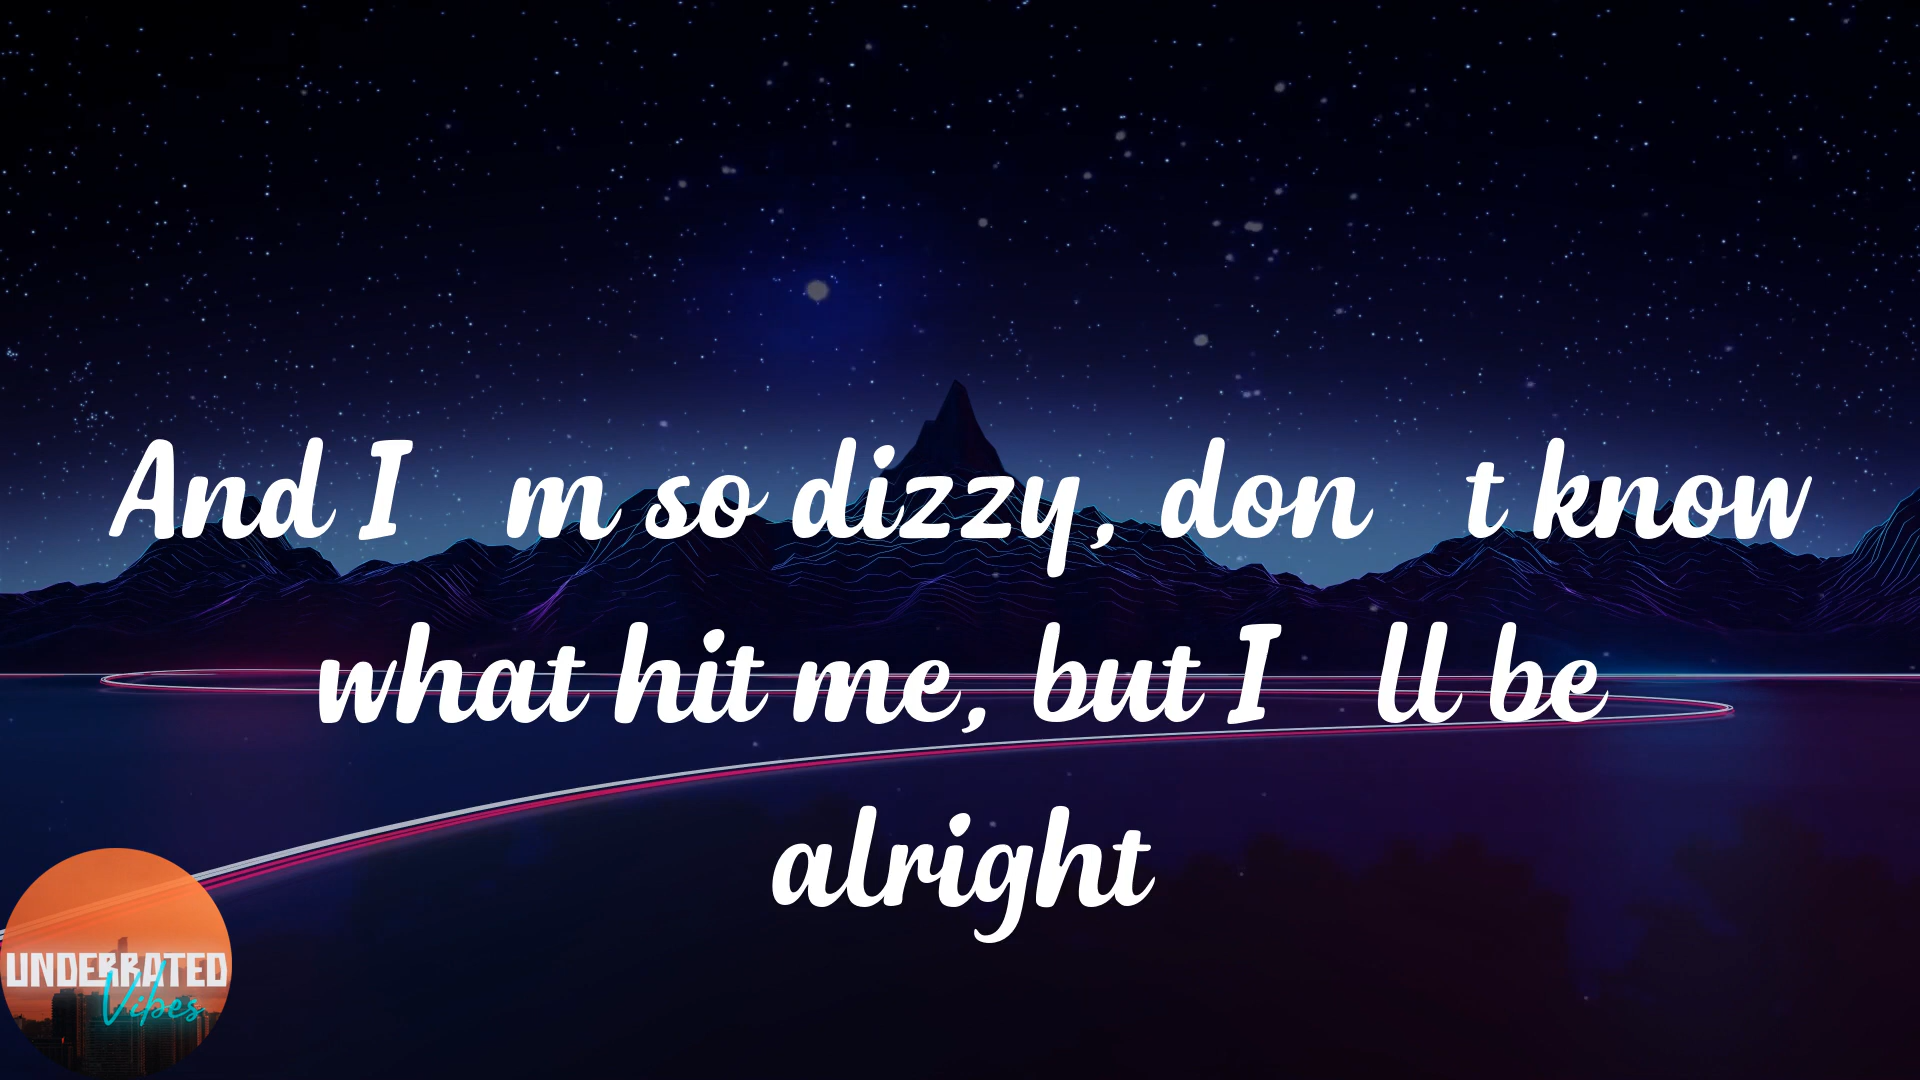 And I m so dizzy, don t know
what hit me, but I ll be
alright
UNDERRATED
Vibes